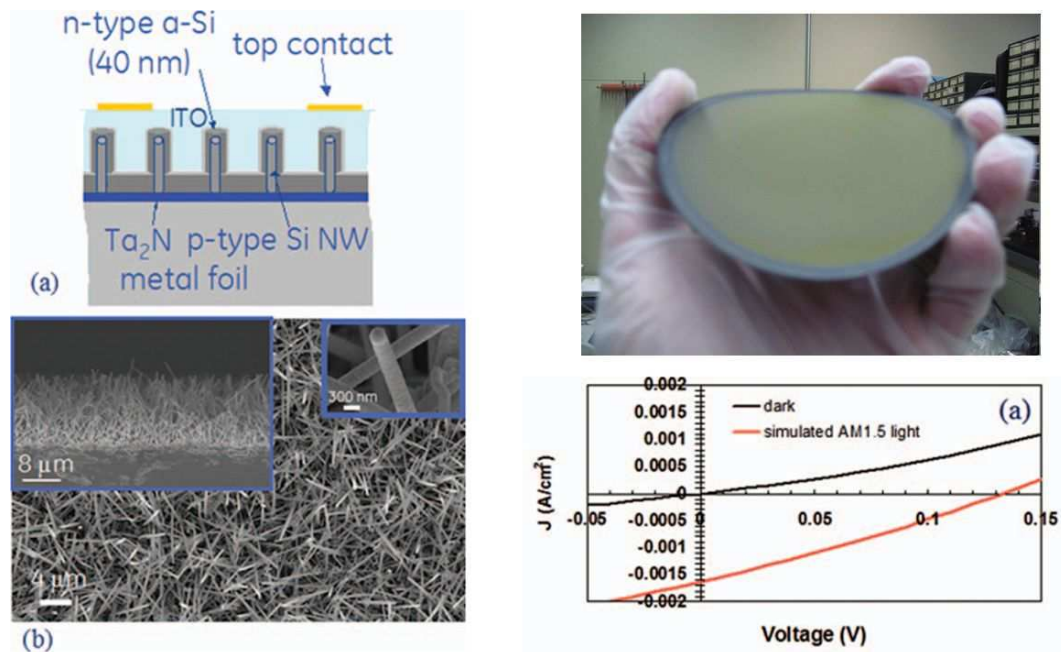 n-type a-Si
(40 nm)
top contact
ITO
Ta₂N p-type Si NW
metal foil
(a)
8 μm
300 nm
4 μm
(b)
(a)
dark
simulated AM1.5 light
J (A/cm²)
0.002
0.0015
0.001
0.0005
0
-0.0005
-0.001
-0.0015
-0.002
-0.05
0
0.05
0.1
0.15
Voltage (V)